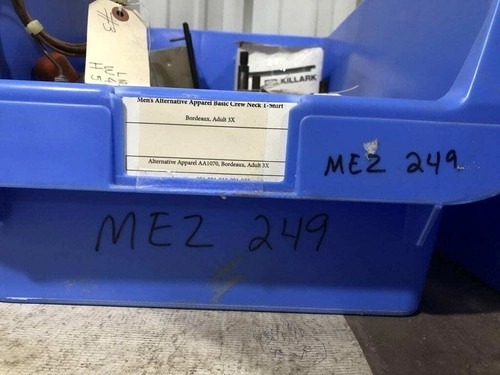 #3
KILLARK
Men's Alternative Apparel Basic Crew Neck T-Shirt
Bordeaux, Adult 3X
Alternative Apparel AA1070, Bordeaux, Adult 3X
MEZ 249
MEZ 249